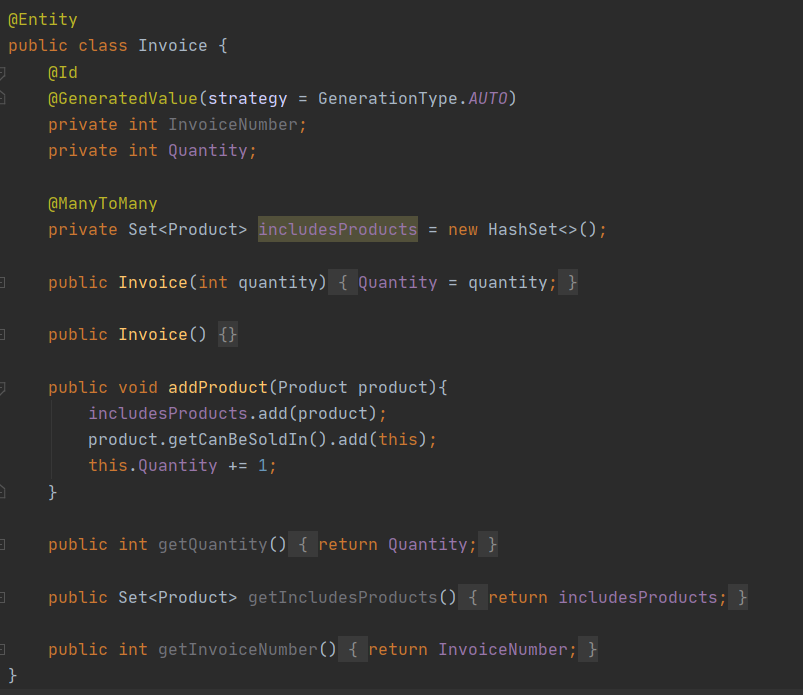 @Entity
public class Invoice {
    @Id
    @GeneratedValue(strategy = GenerationType.AUTO)
    private int InvoiceNumber;
    private int Quantity;

    @ManyToMany
    private Set<Product> includesProducts = new HashSet<>();

    public Invoice(int quantity) { Quantity = quantity; }

    public Invoice() {}

    public void addProduct(Product product){
        includesProducts.add(product);
        product.getCanBeSoldIn().add(this);
        this.Quantity += 1;
    }

    public int getQuantity() { return Quantity; }

    public Set<Product> getIncludesProducts() { return includesProducts; }

    public int getInvoiceNumber() { return InvoiceNumber; }
}